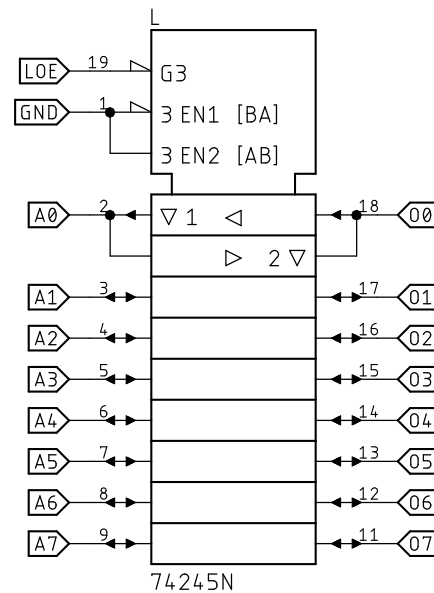 L
LOE 19 G3
GND 1 3 EN1 [BA]
3 EN2 [AB]
A0 2 1 18 O0
2
A1 3 17 O1
A2 4 16 O2
A3 5 15 O3
A4 6 14 O4
A5 7 13 O5
A6 8 12 O6
A7 9 11 O7
74245N